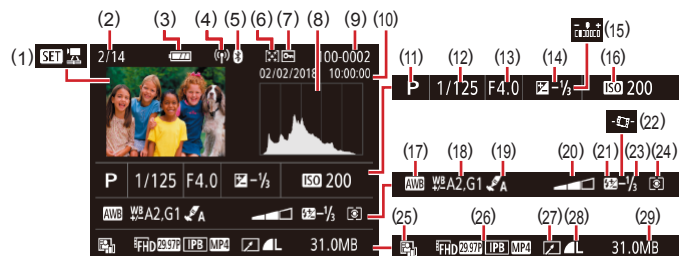 (1) SET
(2) (3) (4) (5) (6) (7) (8) (9) (10)
2/14 100-0002
02/02/2018 10:00:00
P 1/125 F4.0 -1/3 ISO 200
AWB WB+/- A2,G1 A -1/3
FHD 29.97P IPB MP4 L 31.0MB
(11) (12) (13) (14) (15) (16)
P 1/125 F4.0 -1/3 ISO 200
(17) (18) (19) (20) (21) (22) (23) (24)
AWB WB+/- A2,G1 A -1/3
(25) (26) (27) (28) (29)
FHD 29.97P IPB MP4 L 31.0MB